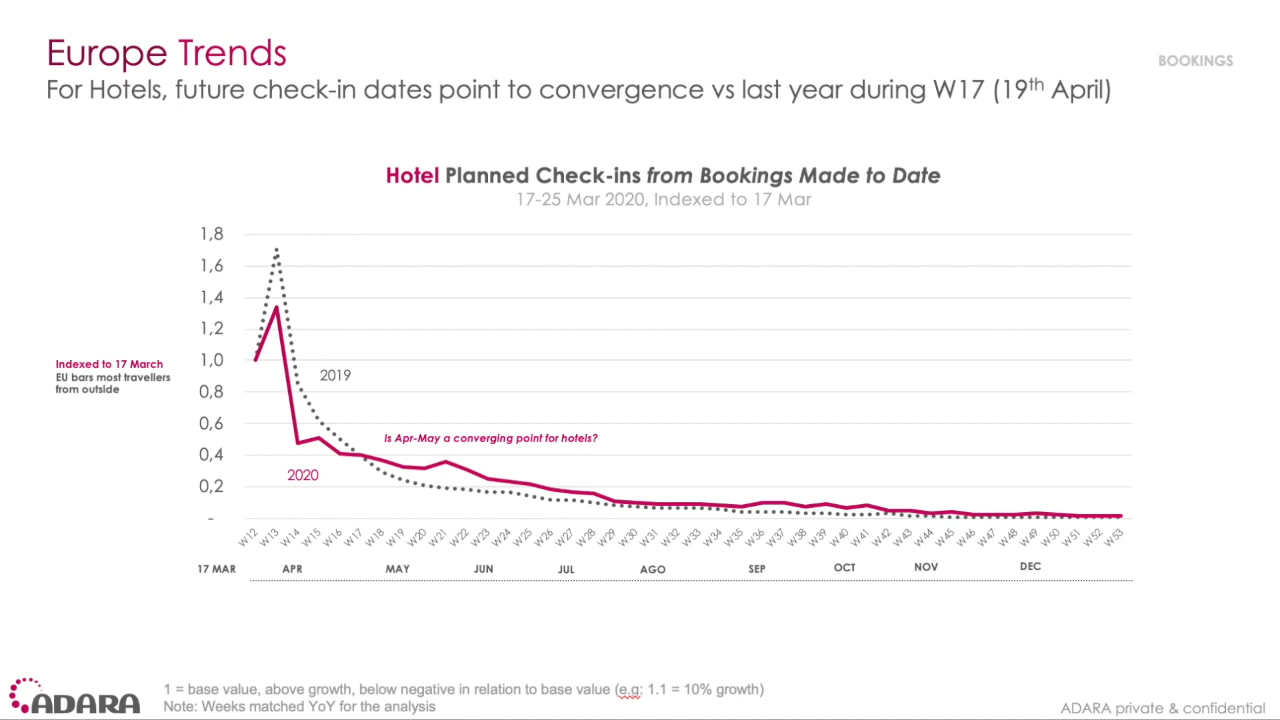 Europe Trends
BOOKINGS
For Hotels, future check-in dates point to convergence vs last year during W17 (19th April)
Hotel Planned Check-ins from Bookings Made to Date
17-25 Mar 2020, Indexed to 17 Mar
1,8
1,6
1,4
1,2
1,0
0,8
0,6
0,4
0,2
-
Indexed to 17 March
EU bars most travellers
from outside
2019
Is Apr-May a converging point for hotels?
2020
W12 W13 W14 W15 W16 W17 W18 W19 W20 W21 W22 W23 W24 W25 W26 W27 W28 W29 W30 W31 W32 W33 W34 W35 W36 W37 W38 W39 W40 W41 W42 W43 W44 W45 W46 W47 W48 W49 W50 W51 W52 W53
17 MAR APR MAY JUN JUL AGO SEP OCT NOV DEC
ADARA
1 = base value, above growth, below negative in relation to base value (e.g: 1.1 = 10% growth)
Note: Weeks matched YoY for the analysis
ADARA private & confidential